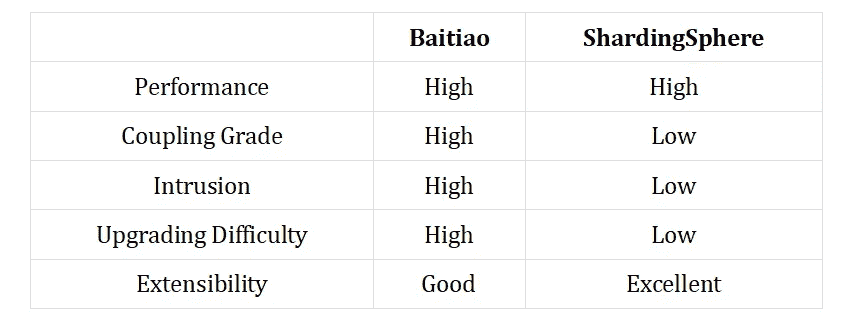 Baitiao ShardingSphere
Performance High High
Coupling Grade High Low
Intrusion High Low
Upgrading Difficulty High Low
Extensibility Good Excellent